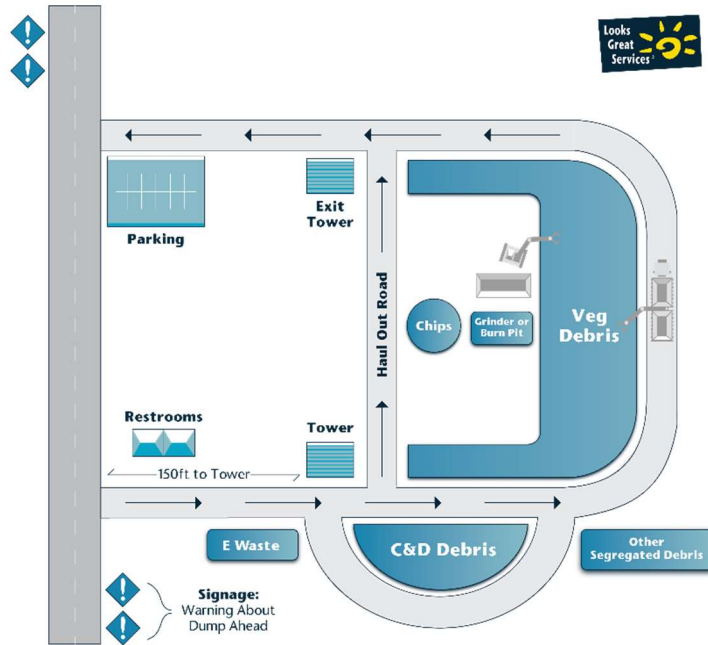 Looks
Great
Services
Exit
Tower
Parking
Haul Out Road
Chips
Grinder or
Burn Pit
Veg
Debris
Restrooms
Tower
150ft to Tower
E Waste
C&D Debris
Other
Segregated Debris
Signage:
Warning About
Dump Ahead
!
!
!
!